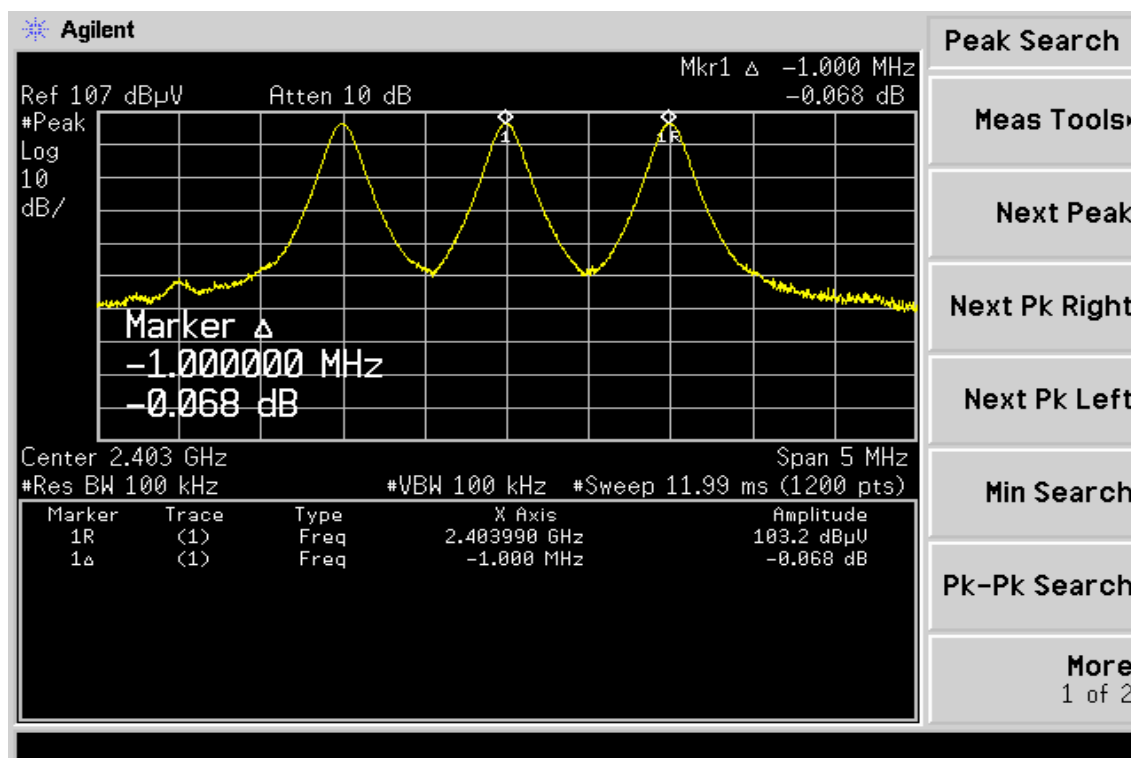 Agilent
Peak Search
Mkr1 Δ −1.000 MHz
Ref 107 dBµV Atten 10 dB −0.068 dB
#Peak
Log
10
dB/
1
1R
Marker Δ
−1.000000 MHz
−0.068 dB
Center 2.403 GHz Span 5 MHz
#Res BW 100 kHz #VBW 100 kHz #Sweep 11.99 ms (1200 pts)
Marker Trace Type X Axis Amplitude
1R (1) Freq 2.403990 GHz 103.2 dBµV
1Δ (1) Freq −1.000 MHz −0.068 dB
Meas Tools▸
Next Peak
Next Pk Right
Next Pk Left
Min Search
Pk−Pk Search
More
1 of 2